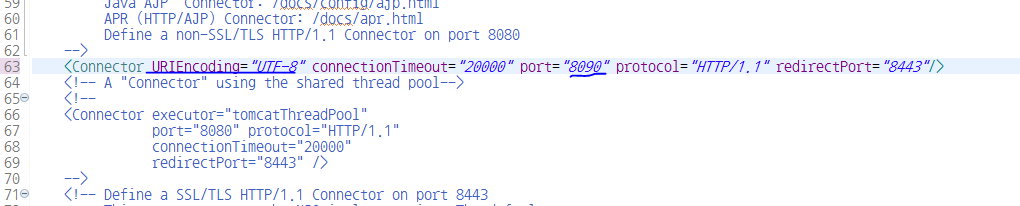 59 Java AJP Connector: /docs/config/ajp.html
60 APR (HTTP/AJP) Connector: /docs/apr.html
61 Define a non-SSL/TLS HTTP/1.1 Connector on port 8080
62 -->
63 <Connector URIEncoding="UTF-8" connectionTimeout="20000" port="8090" protocol="HTTP/1.1" redirectPort="8443"/>
64 <!-- A "Connector" using the shared thread pool-->
65 <!--
66 <Connector executor="tomcatThreadPool"
67 port="8080" protocol="HTTP/1.1"
68 connectionTimeout="20000"
69 redirectPort="8443" />
70 -->
71 <!-- Define a SSL/TLS HTTP/1.1 Connector on port 8443